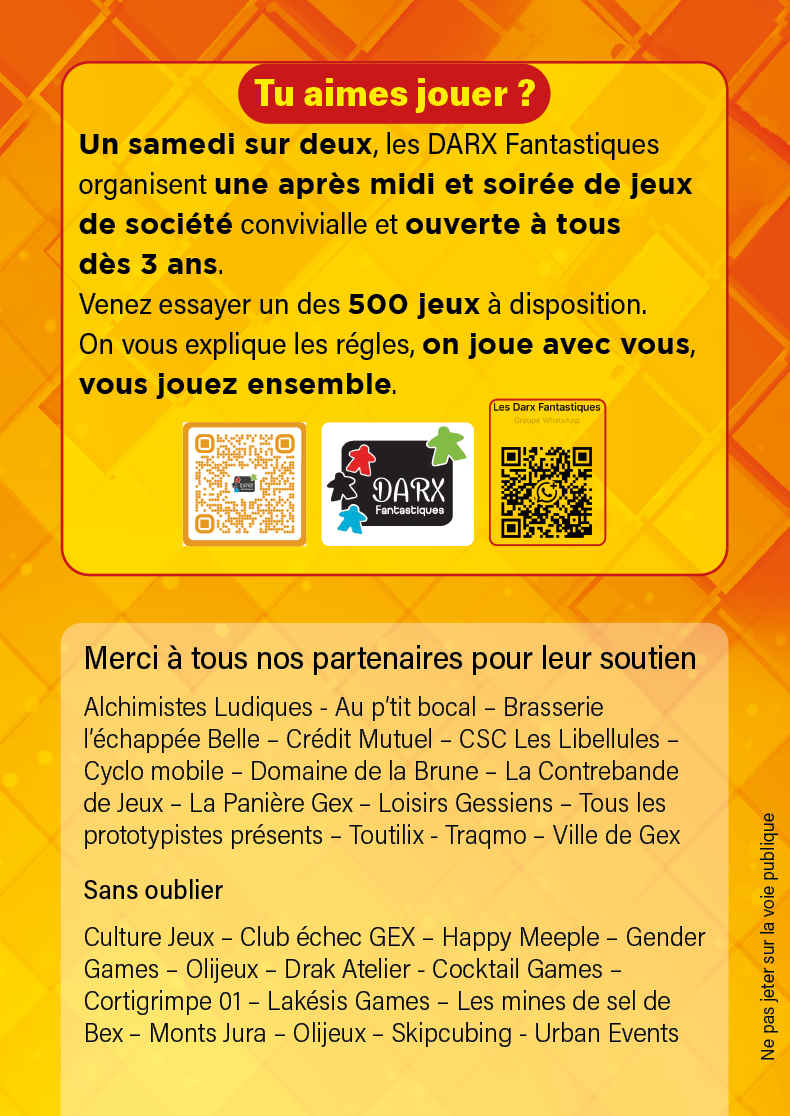 Tu aimes jouer ?
Un samedi sur deux, les DARX Fantastiques
organisent une après midi et soirée de jeux
de société convivialle et ouverte à tous
dès 3 ans.
Venez essayer un des 500 jeux à disposition.
On vous explique les régles, on joue avec vous,
vous jouez ensemble.
DARX
Fantastiques
Les Darx Fantastiques
Groupe WhatsApp
Merci à tous nos partenaires pour leur soutien
Alchimistes Ludiques - Au p'tit bocal – Brasserie
l'échappée Belle – Crédit Mutuel – CSC Les Libellules –
Cyclo mobile – Domaine de la Brune – La Contrebande
de Jeux – La Panière Gex – Loisirs Gessiens – Tous les
prototypistes présents – Toutilix - Traqmo – Ville de Gex
Sans oublier
Culture Jeux – Club échec GEX – Happy Meeple – Gender
Games – Olijeux – Drak Atelier - Cocktail Games –
Cortigrimpe 01 – Lakésis Games – Les mines de sel de
Bex – Monts Jura – Olijeux – Skipcubing - Urban Events
Ne pas jeter sur la voie publique